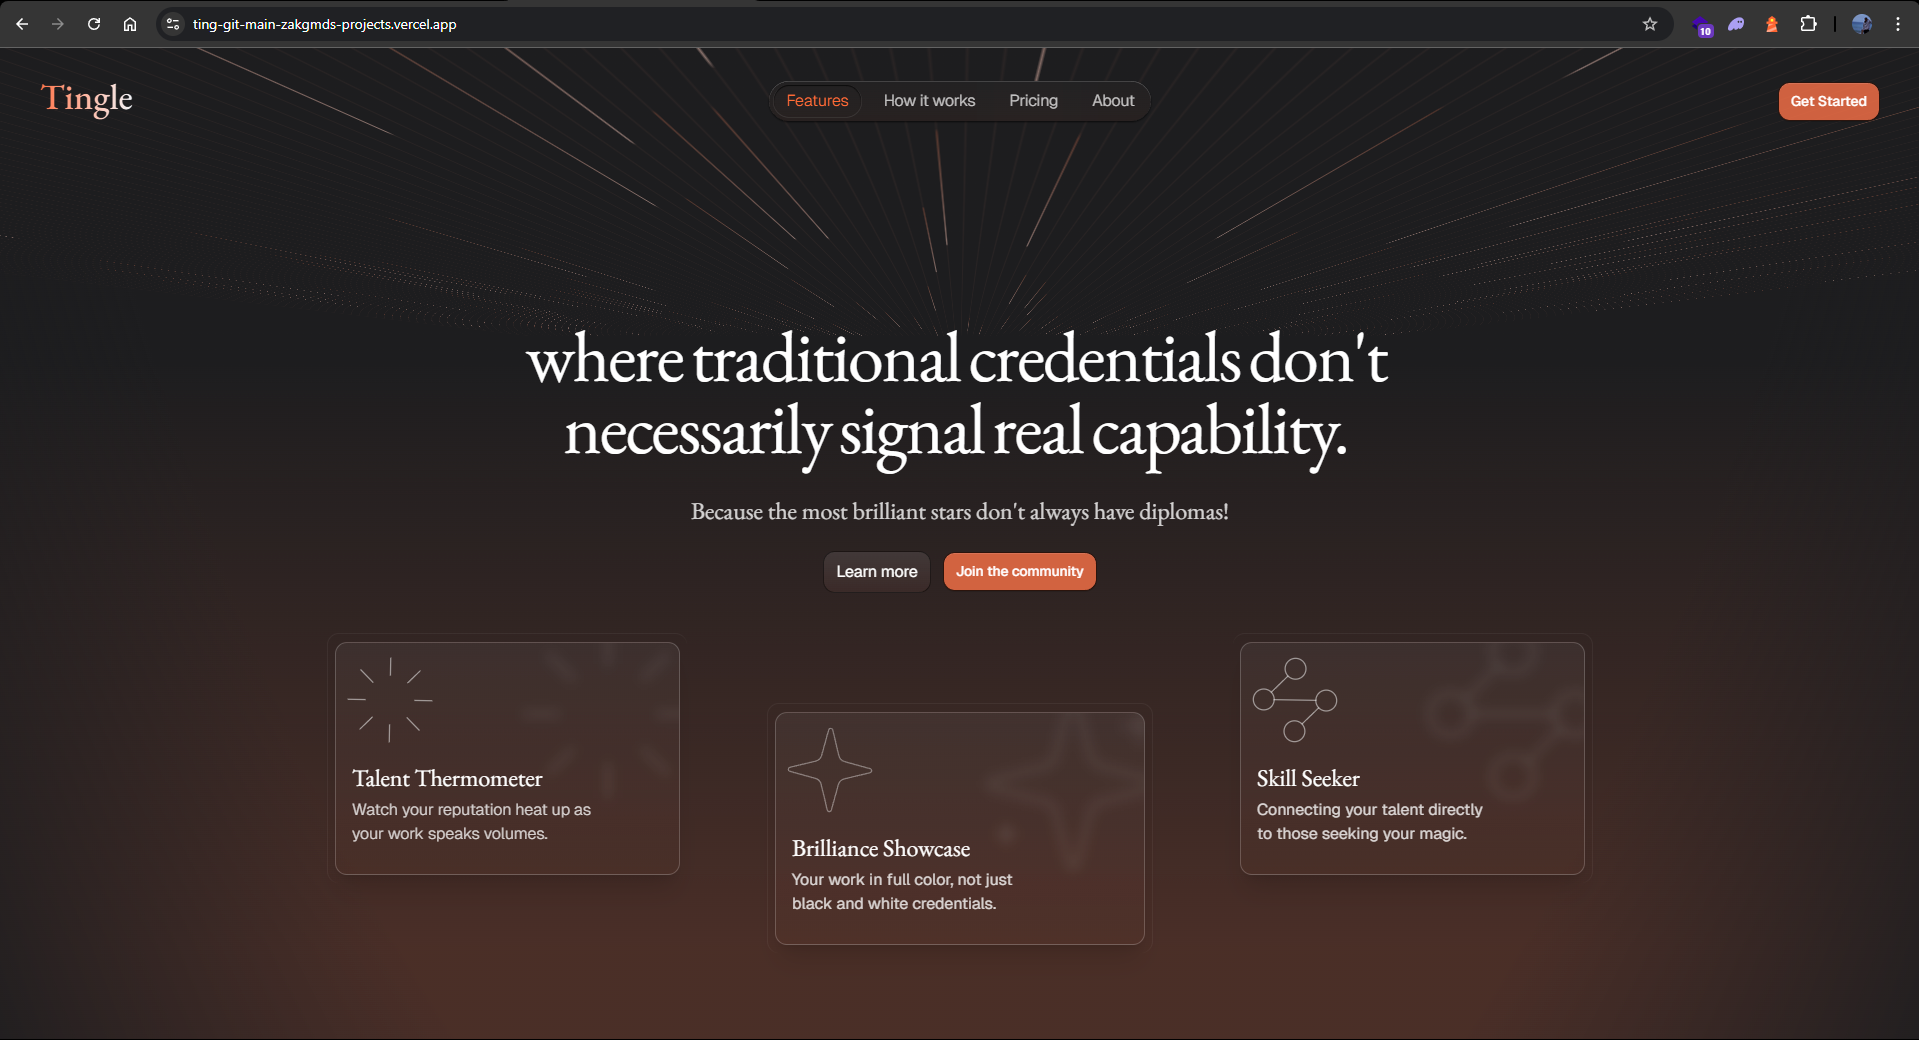 ting-git-main-zakgmds-projects.vercel.app
10
Tingle
Features
How it works
Pricing
About
Get Started
where traditional credentials don't
necessarily signal real capability.
Because the most brilliant stars don't always have diplomas!
Learn more
Join the community
Talent Thermometer
Watch your reputation heat up as
your work speaks volumes.
Brilliance Showcase
Your work in full color, not just
black and white credentials.
Skill Seeker
Connecting your talent directly
to those seeking your magic.